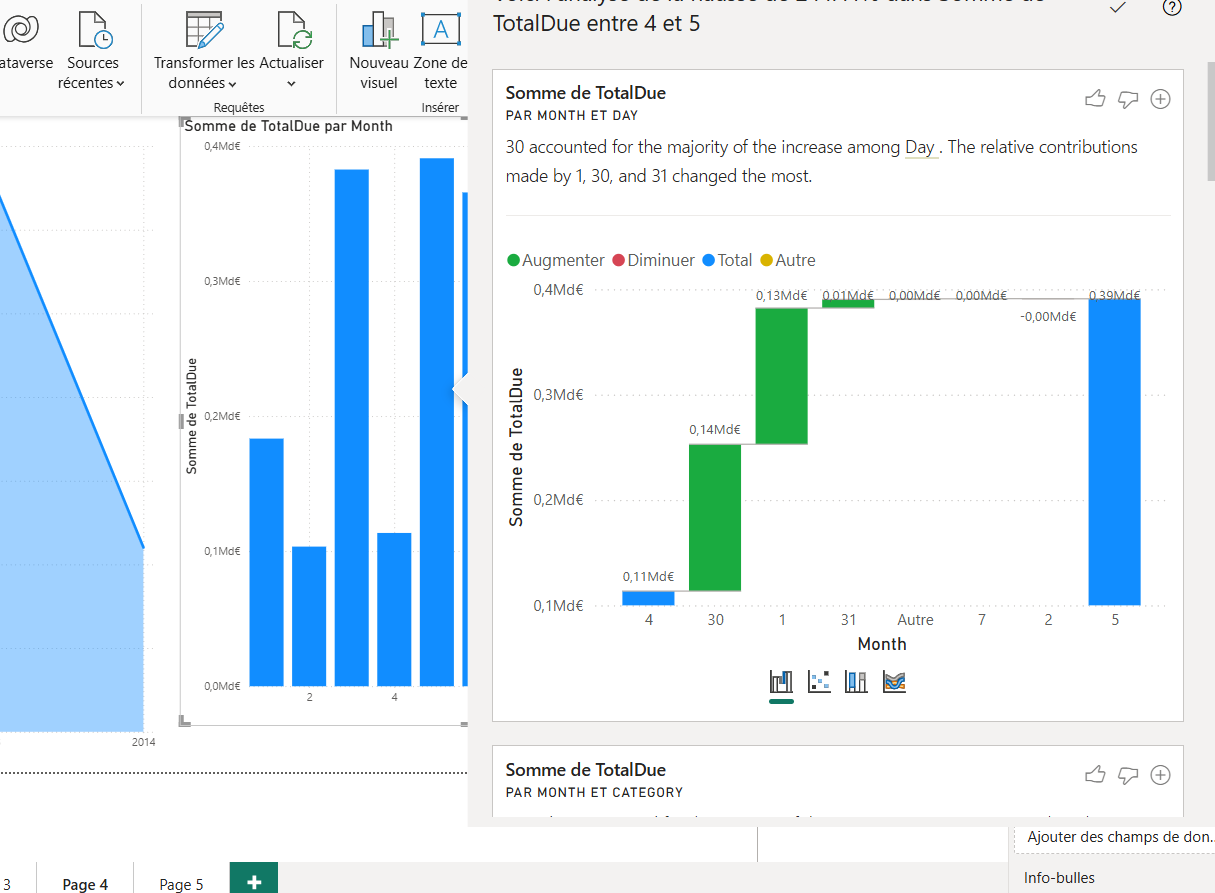 ataverse
Sources
récentes
Transformer les
données
Actualiser
Requêtes
Nouveau
visuel
Zone de
texte
Insérer
2014
Somme de TotalDue par Month
0,4Md€
0,3Md€
0,2Md€
0,1Md€
0,0Md€
Somme de TotalDue
2
4
TotalDue entre 4 et 5
Somme de TotalDue
PAR MONTH ET DAY
30 accounted for the majority of the increase among Day . The relative contributions
made by 1, 30, and 31 changed the most.
Augmenter Diminuer Total Autre
0,4Md€
0,3Md€
0,2Md€
0,1Md€
Somme de TotalDue
0,11Md€
0,14Md€
0,13Md€
0,01Md€
0,00Md€
0,00Md€
-0,00Md€
0,39Md€
4 30 1 31 Autre 7 2 5
Month
Somme de TotalDue
PAR MONTH ET CATEGORY
Ajouter des champs de don...
Info-bulles
3
Page 4
Page 5